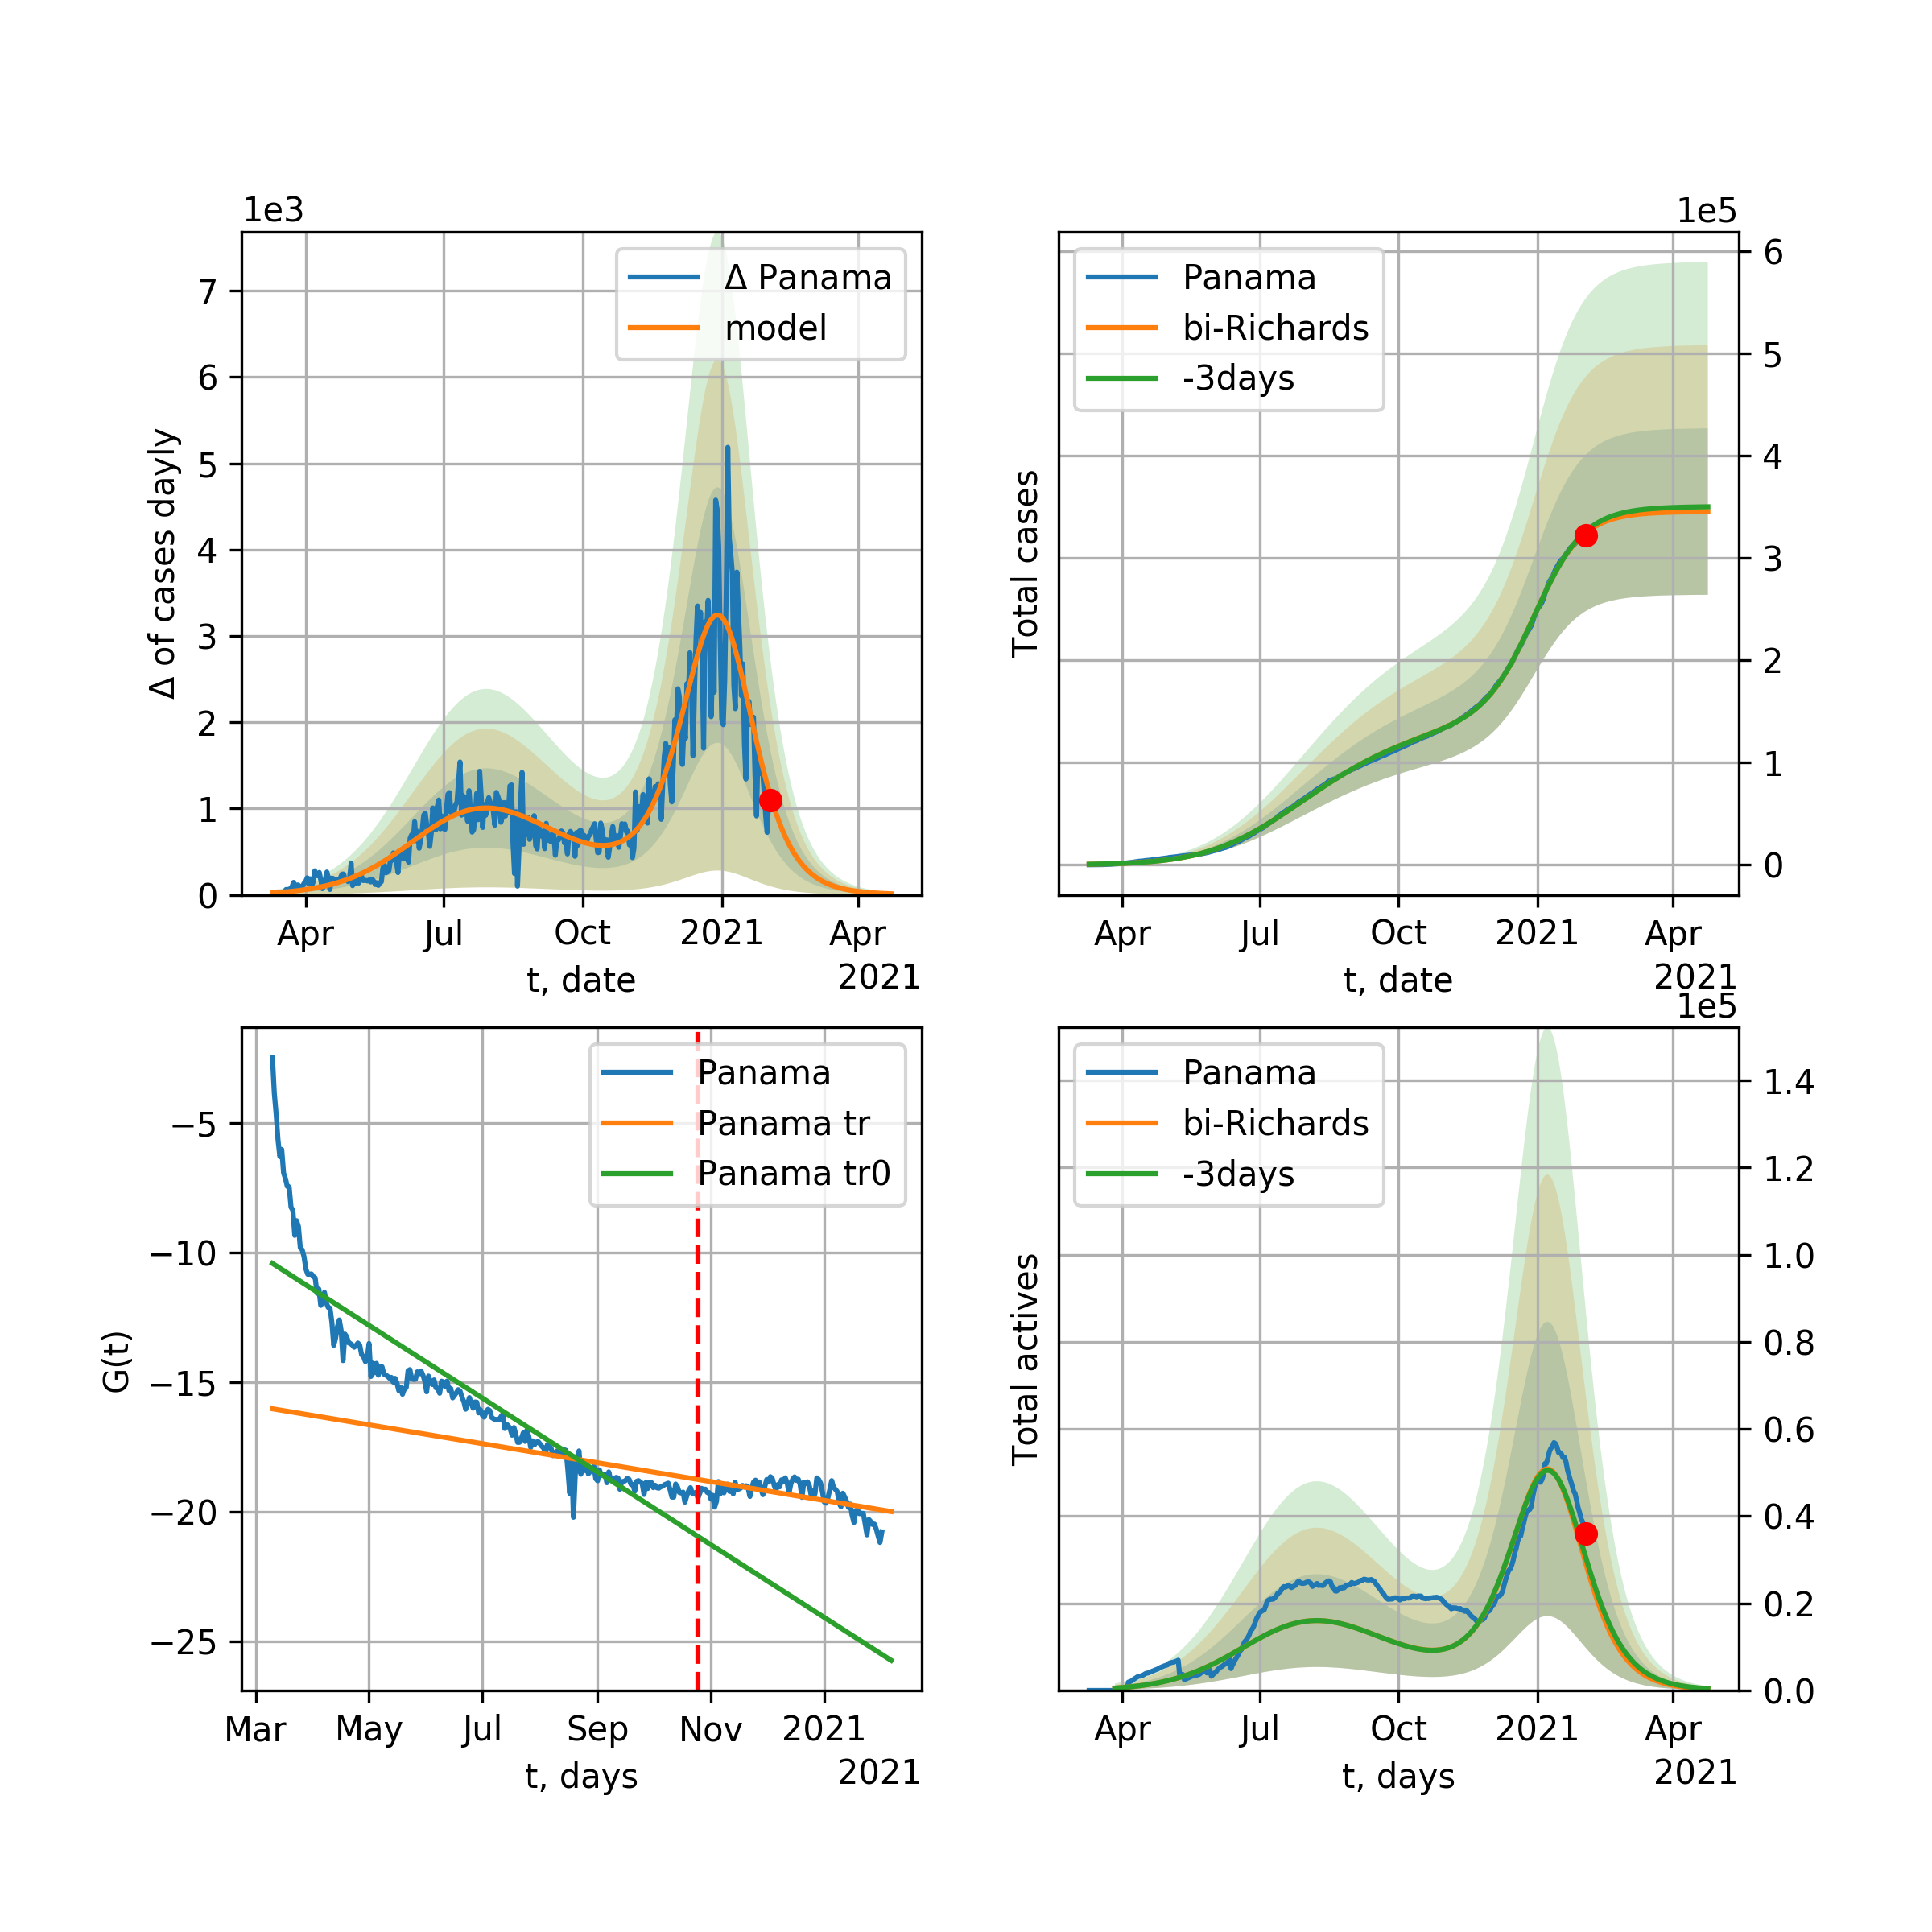 1e3
Δ Panama
model
7
6
5
4
3
2
1
0
Δ of cases dayly
Apr Jul Oct 2021 Apr
t, date
2021
1e5
Panama
bi-Richards
-3days
6
5
4
3
2
1
0
Total cases
Apr Jul Oct 2021 Apr
t, date
2021
Panama
Panama tr
Panama tr0
−5
−10
−15
−20
−25
G(t)
Mar May Jul Sep Nov 2021
t, days
2021
1e5
Panama
bi-Richards
-3days
1.4
1.2
1.0
0.8
0.6
0.4
0.2
0.0
Total actives
Apr Jul Oct 2021 Apr
t, days
2021